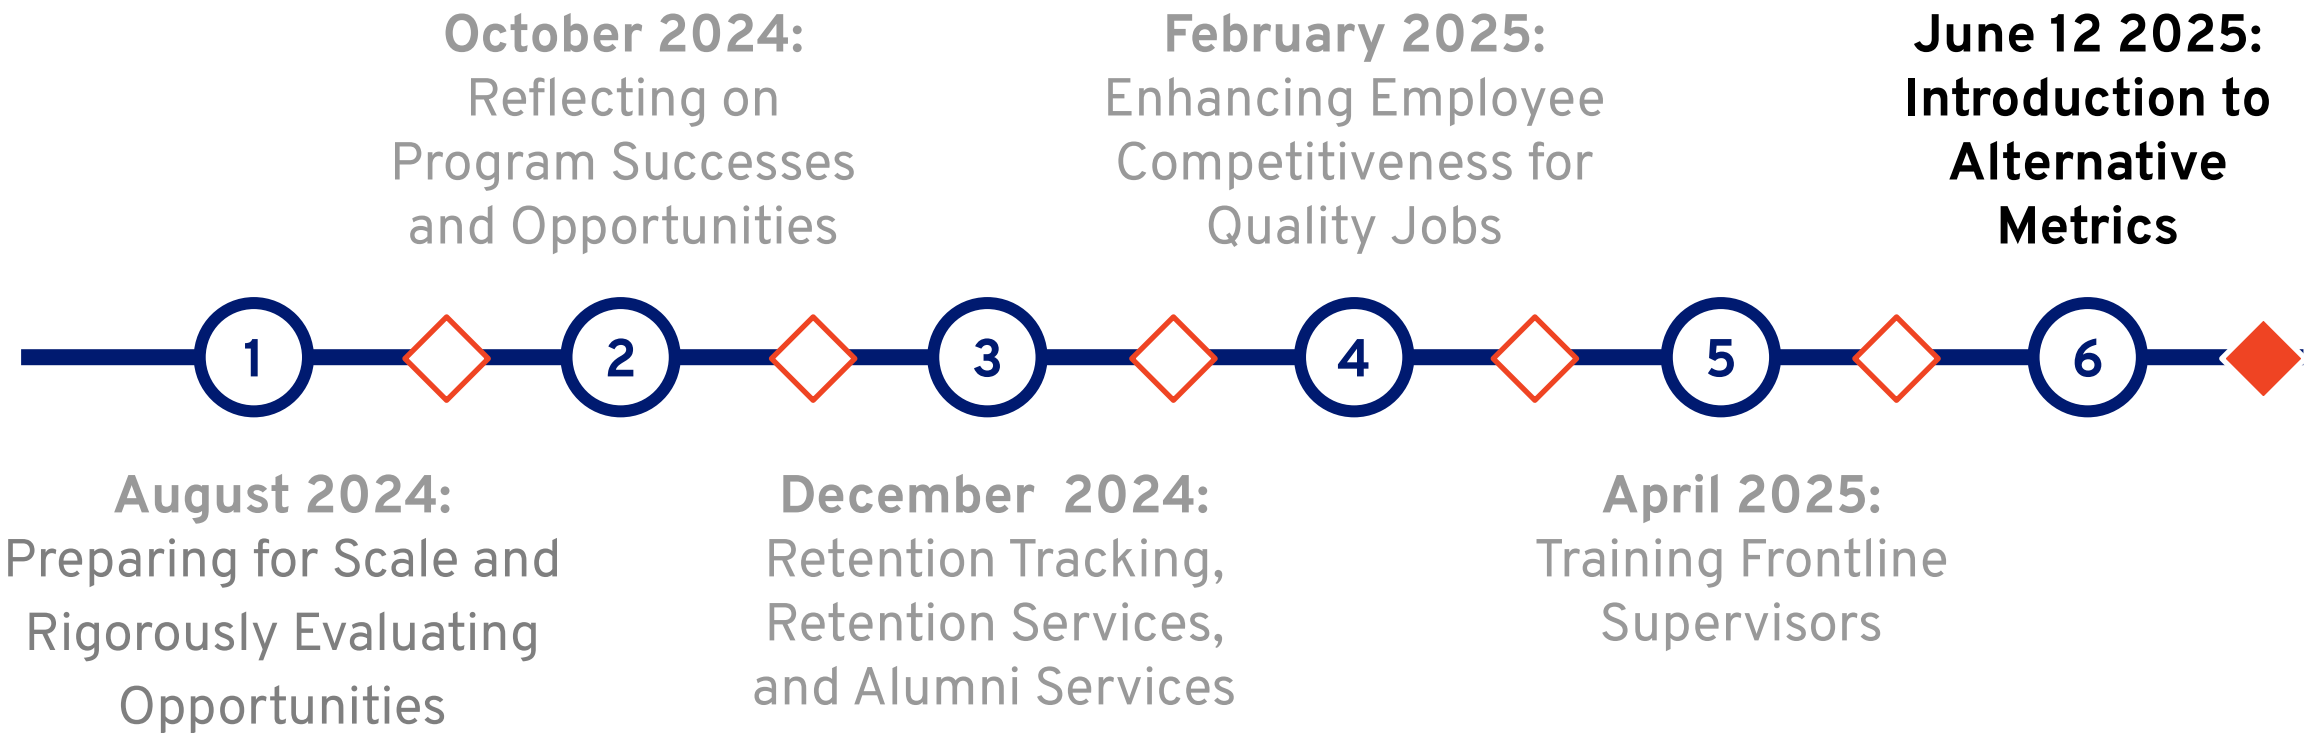 October 2024:
Reflecting on
Program Successes
and Opportunities
February 2025:
Enhancing Employee
Competitiveness for
Quality Jobs
June 12 2025:
Introduction to
Alternative
Metrics
1
2
3
4
5
6
August 2024:
Preparing for Scale and
Rigorously Evaluating
Opportunities
December  2024:
Retention Tracking,
Retention Services,
and Alumni Services
April 2025:
Training Frontline
Supervisors